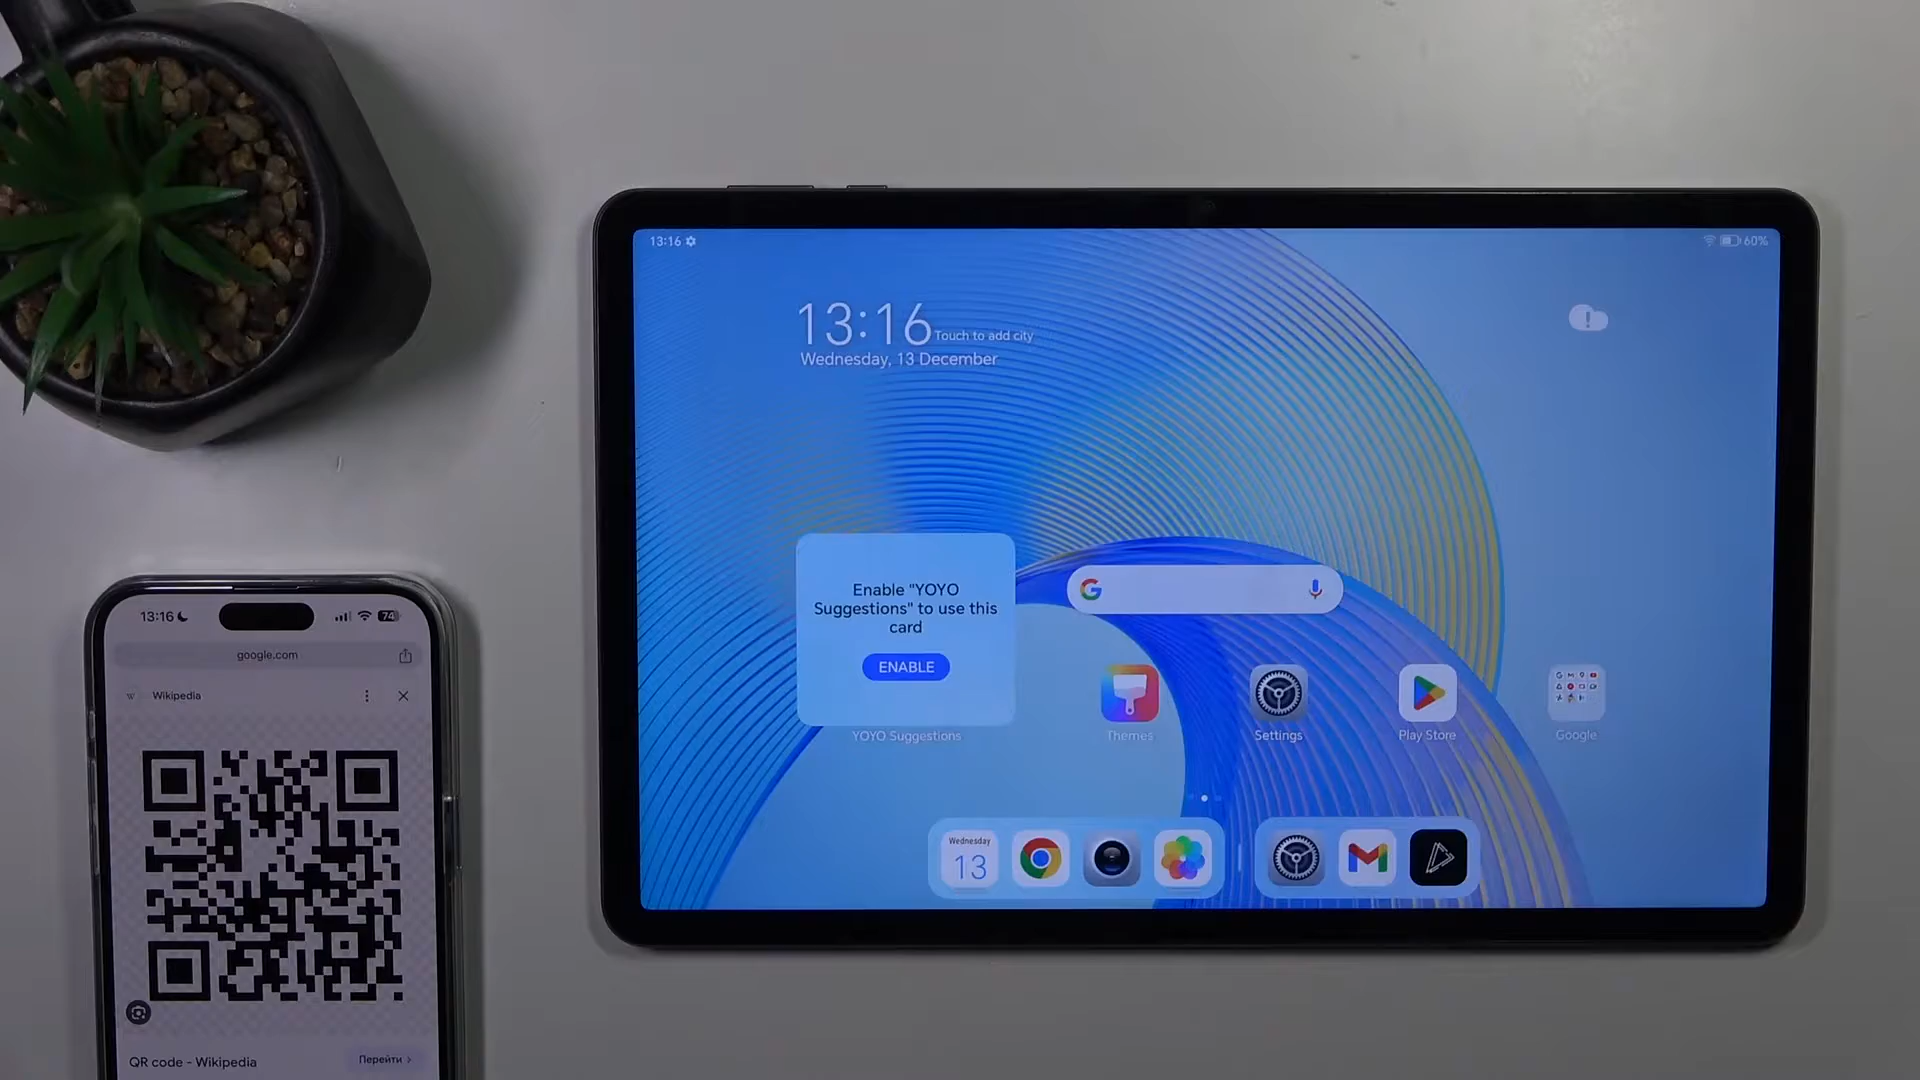 13:16
60%
13:16
Touch to add city
Wednesday, 13 December
Enable "YOYO
Suggestions" to use this
card
ENABLE
YOYO Suggestions
Themes
Settings
Play Store
Google
Wednesday
13
13:16
74
google.com
W
Wikipedia
QR code - Wikipedia
Перейти >